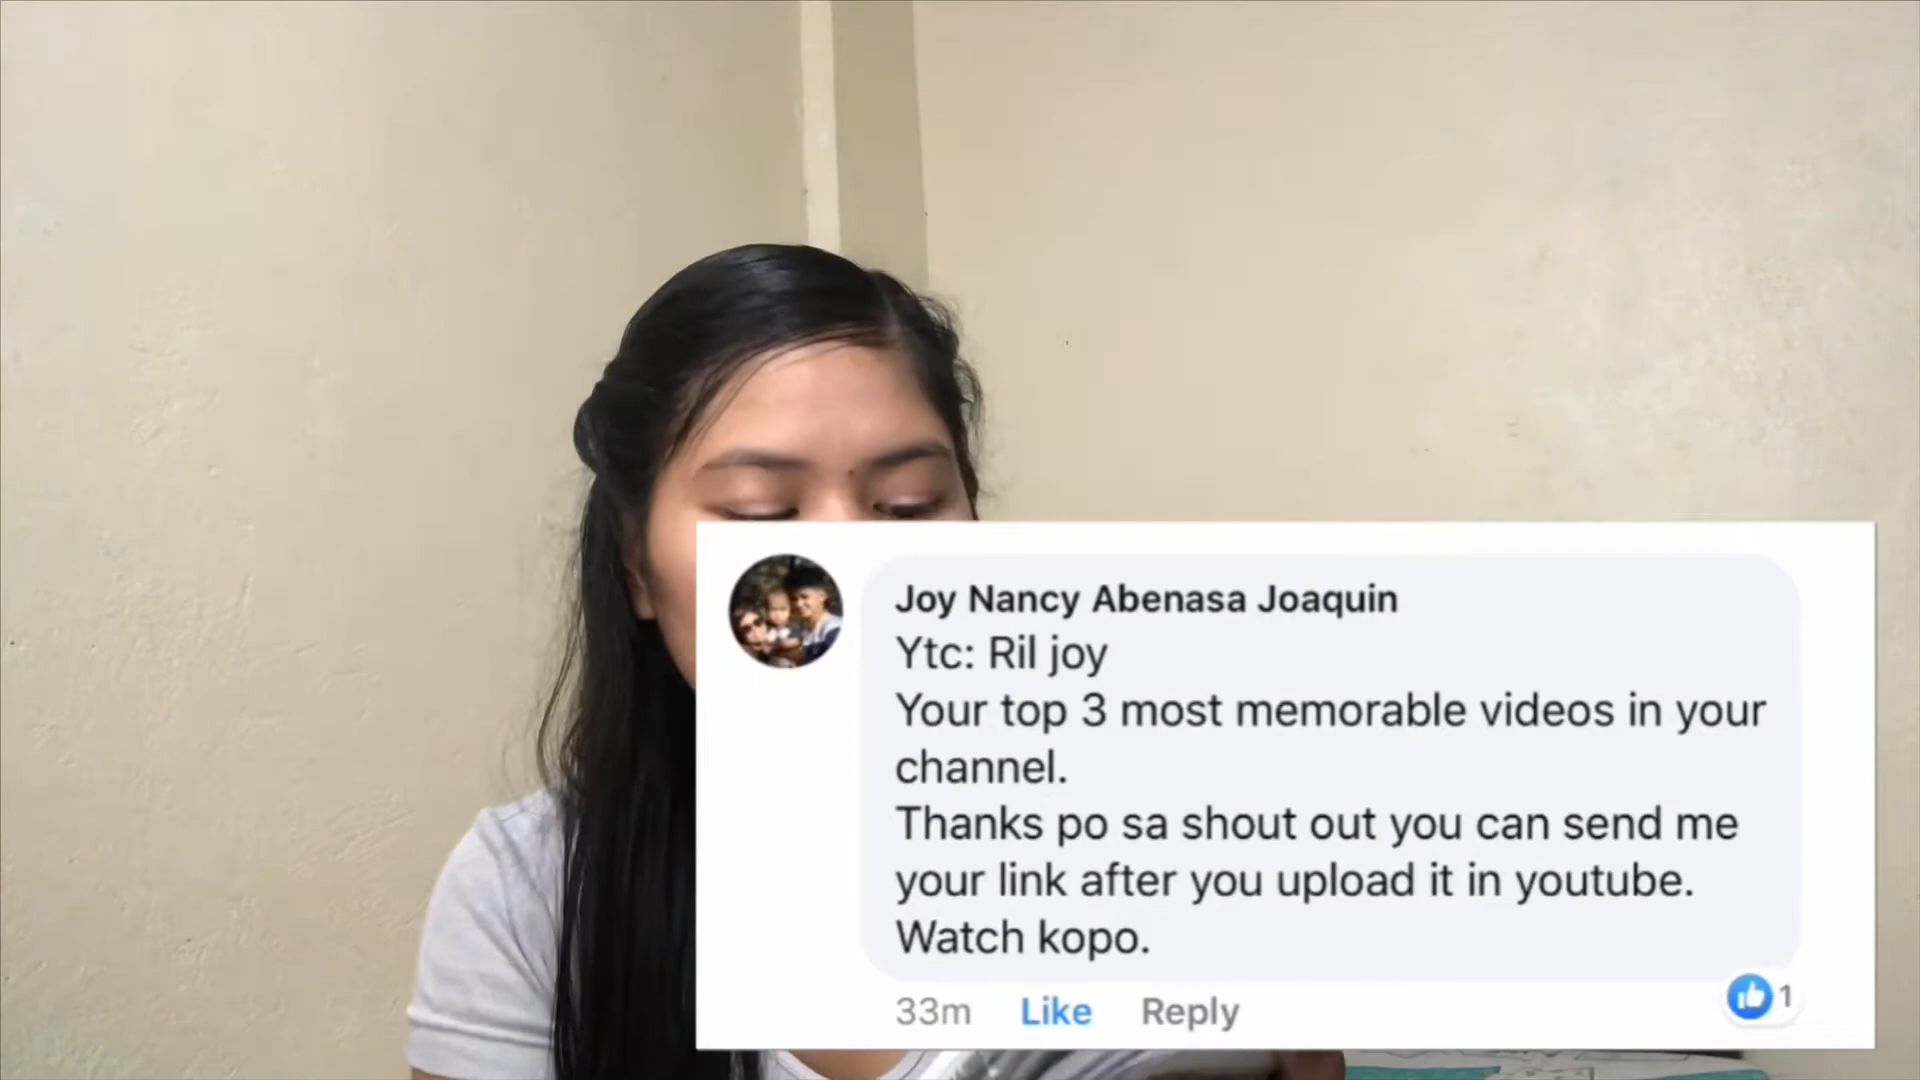 Joy Nancy Abenasa Joaquin
Ytc: Ril joy
Your top 3 most memorable videos in your
channel.
Thanks po sa shout out you can send me
your link after you upload it in youtube.
Watch kopo.
33m Like Reply 1